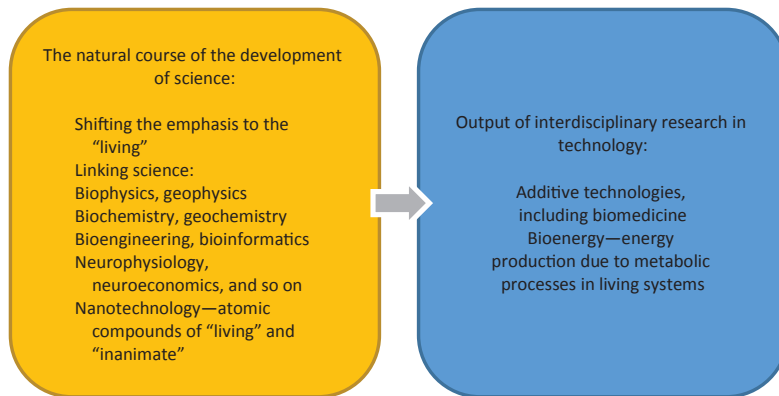 The natural course of the development
of science:
Shifting the emphasis to the
“living”
Linking science:
Biophysics, geophysics
Biochemistry, geochemistry
Bioengineering, bioinformatics
Neurophysiology,
neuroeconomics, and so on
Nanotechnology—atomic
compounds of “living” and
“inanimate”
Output of interdisciplinary research in
technology:
Additive technologies,
including biomedicine
Bioenergy—energy
production due to metabolic
processes in living systems